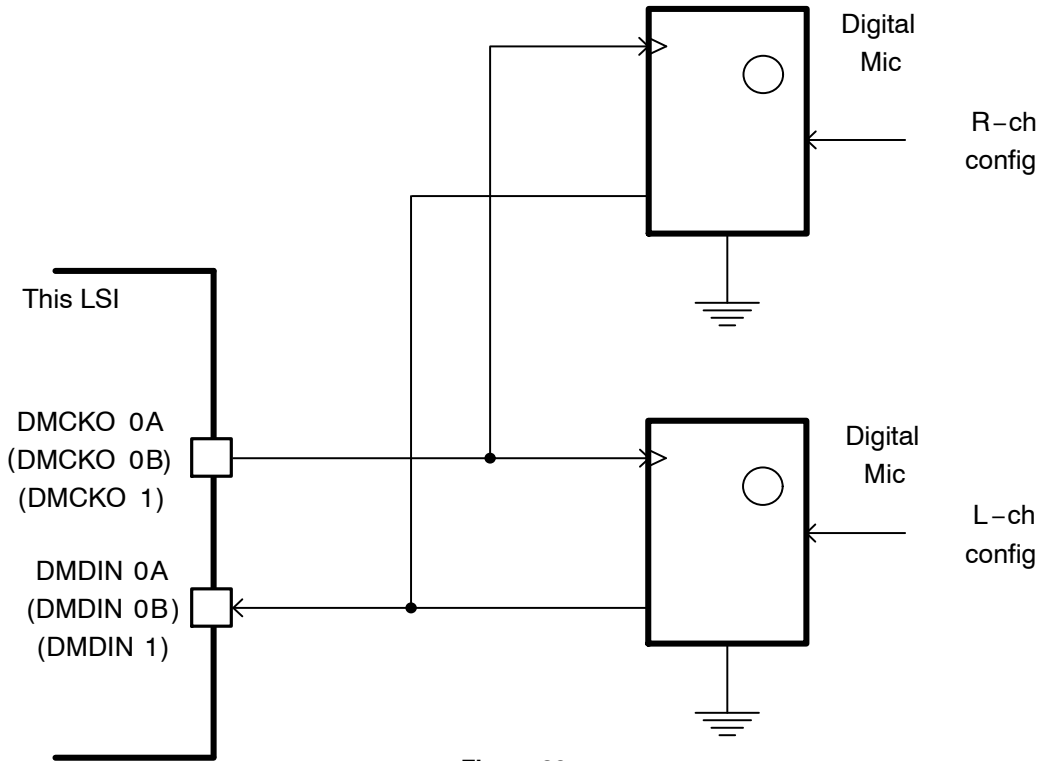 Digital
Mic
R−ch
config
This LSI
DMCKO 0A
(DMCKO 0B)
(DMCKO 1)
Digital
Mic
L−ch
config
DMDIN 0A
(DMDIN 0B)
(DMDIN 1)